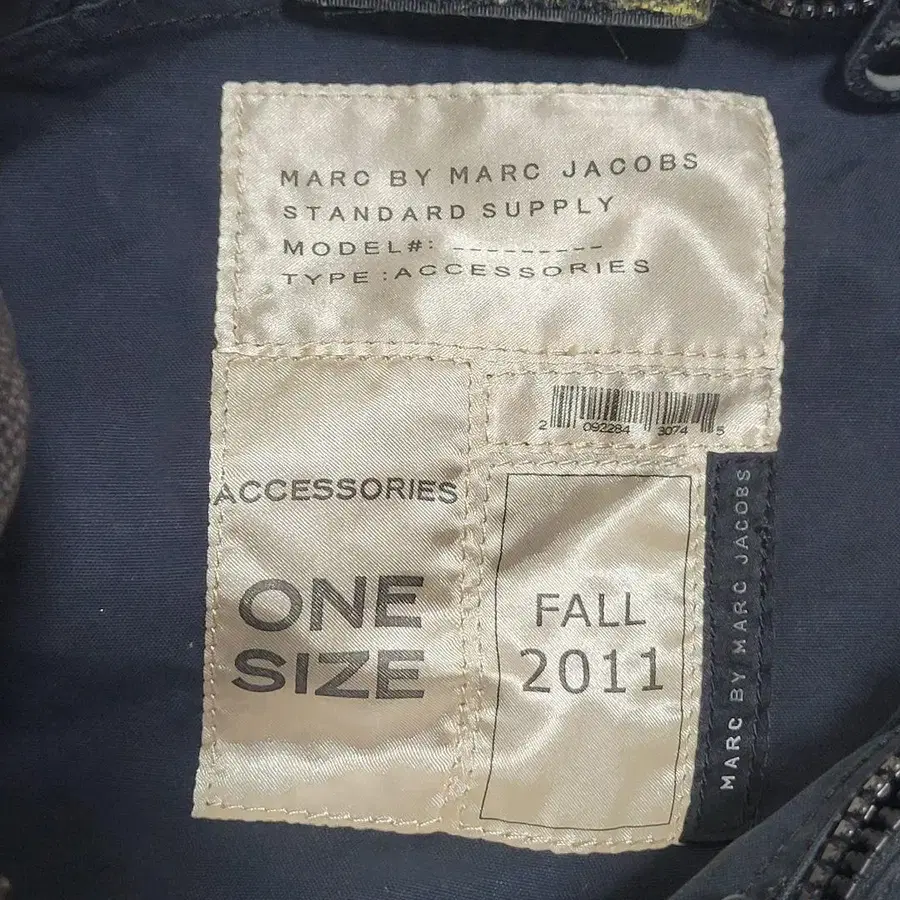 MARC BY MARC JACOBS
STANDARD SUPPLY
MODEL#: _________
TYPE :ACCESSORIES
2 092284 3074 5
ACCESSORIES
ONE
SIZE
FALL
2011
MARC BY MARC JACOBS